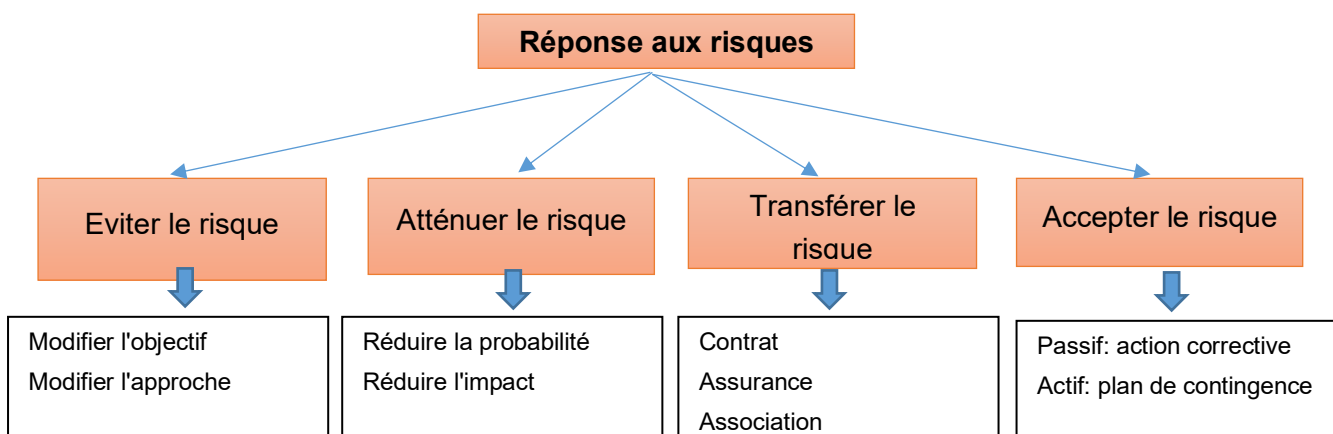 Réponse aux risques
Eviter le risque
Atténuer le risque
Transférer le
risque
Accepter le risque
Modifier l'objectif
Modifier l'approche
Réduire la probabilité
Réduire l'impact
Contrat
Assurance
Association
Passif: action corrective
Actif: plan de contingence